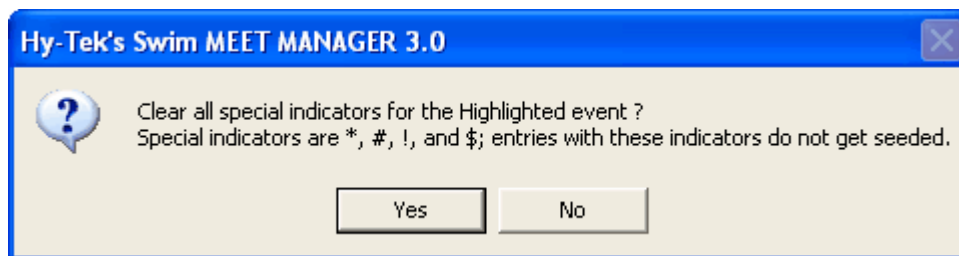 Hy-Tek's Swim MEET MANAGER 3.0
Clear all special indicators for the Highlighted event ?
Special indicators are *, #, !, and $; entries with these indicators do not get seeded.
Yes No